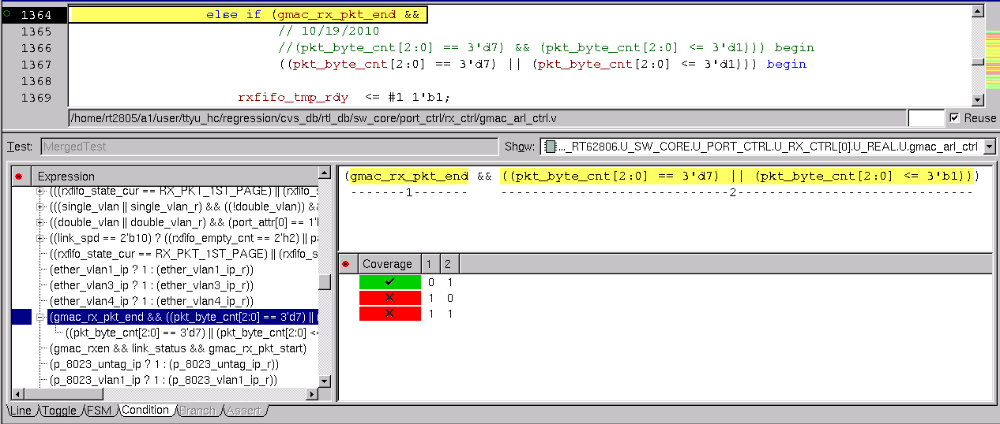 1364 else if (gmac_rx_pkt_end &&
1365 // 10/19/2010
1366 //(pkt_byte_cnt[2:0] == 3'd7) && (pkt_byte_cnt[2:0] <= 3'd1))) begin
1367 ((pkt_byte_cnt[2:0] == 3'd7) || (pkt_byte_cnt[2:0] <= 3'd1))) begin
1368
1369 rxfifo_tmp_rdy <= #1 1'b1;
/home/rt2805/a1/user/ttyu_hc/regression/cvs_db/rtl_db/sw_core/port_ctrl/rx_ctrl/gmac_arl_ctrl.v Reuse
Test: MergedTest Show: ..._RT62806.U_SW_CORE.U_PORT_CTRL.U_RX_CTRL[0].U_REAL.U.gmac_arl_ctrl
Expression
(((rxfifo_state_cur == RX_PKT_1ST_PAGE) || (rxfifo_s
(((single_vlan || single_vlan_r) && ((!double_vlan)) &&
((double_vlan || double_vlan_r) && (port_attr[0] == 1'
((link_spd == 2'b10) ? ((rxfifo_empty_cnt == 2'h2) || pa
((rxfifo_state_cur == RX_PKT_1ST_PAGE) || (rxfifo_s
(ether_vlan1_ip ? 1 : (ether_vlan1_ip_r))
(ether_vlan3_ip ? 1 : (ether_vlan3_ip_r))
(ether_vlan4_ip ? 1 : (ether_vlan4_ip_r))
(gmac_rx_pkt_end && ((pkt_byte_cnt[2:0] == 3'd7) ||
((pkt_byte_cnt[2:0] == 3'd7) || (pkt_byte_cnt[2:0] <=
(gmac_rxen && link_status && gmac_rx_pkt_start)
(p_8023_untag_ip ? 1 : (p_8023_untag_ip_r))
(p_8023_vlan1_ip ? 1 : (p_8023_vlan1_ip_r))
(gmac_rx_pkt_end && ((pkt_byte_cnt[2:0] == 3'd7) || (pkt_byte_cnt[2:0] <= 3'b1)))
-------1------- -----------------------------2------------------------------
Coverage 1 2
0 1
1 0
1 1
Line Toggle FSM Condition Branch Assert